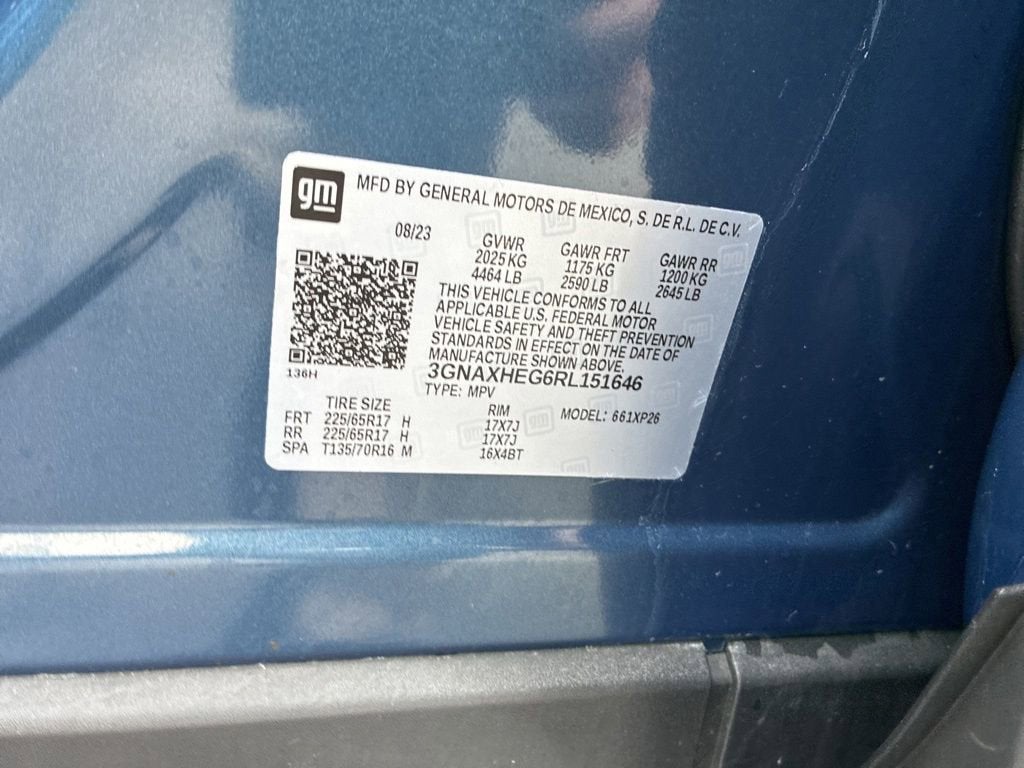 gm MFD BY GENERAL MOTORS DE MEXICO, S. DE R.L. DE C.V.
08/23
GVWR GAWR FRT GAWR RR
2025 KG 1175 KG 1200 KG
4464 LB 2590 LB 2645 LB
THIS VEHICLE CONFORMS TO ALL
APPLICABLE U.S. FEDERAL MOTOR
VEHICLE SAFETY AND THEFT PREVENTION
STANDARDS IN EFFECT ON THE DATE OF
MANUFACTURE SHOWN ABOVE.
136H
3GNAXHEG6RL151646
TYPE: MPV
TIRE SIZE RIM MODEL: 661XP26
FRT 225/65R17 H 17X7J
RR 225/65R17 H 17X7J
SPA T135/70R16 M 16X4BT